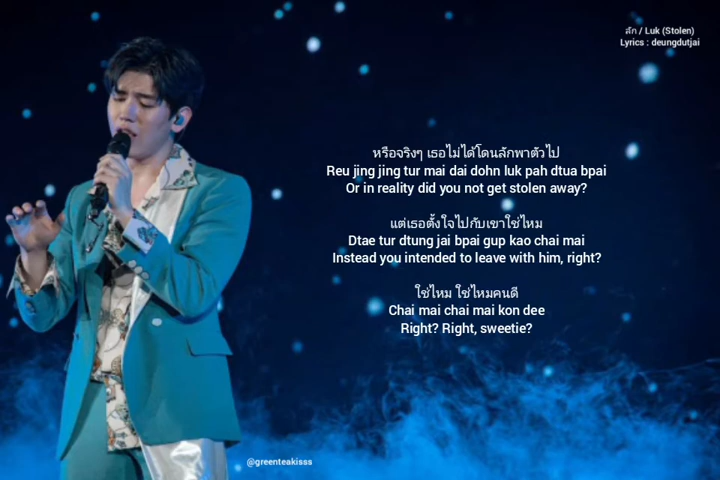 ลัก / Luk (Stolen)
Lyrics : deungdutjai
หรือจริงๆ เธอไม่ได้โดนลักพาตัวไป
Reu jing jing tur mai dai dohn luk pah dtua bpai
Or in reality did you not get stolen away?
แต่เธอตั้งใจไปกับเขาใช่ไหม
Dtae tur dtung jai bpai gup kao chai mai
Instead you intended to leave with him, right?
ใช่ไหม ใช่ไหมคนดี
Chai mai chai mai kon dee
Right? Right, sweetie?
@greenteakisss